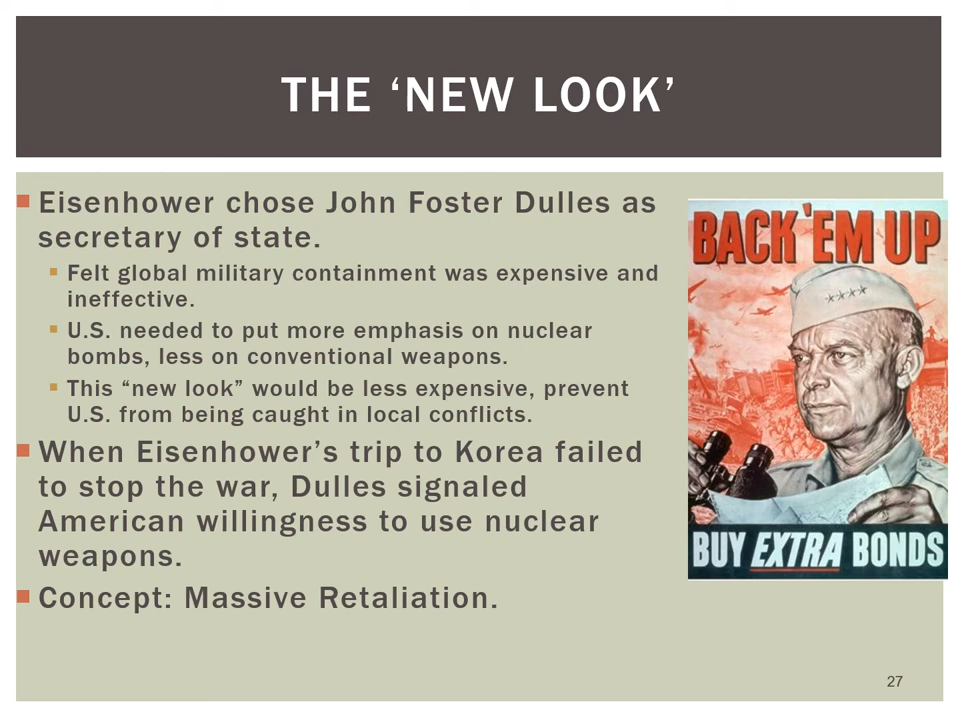 THE ‘NEW LOOK’
Eisenhower chose John Foster Dulles as
secretary of state.
Felt global military containment was expensive and
ineffective.
U.S. needed to put more emphasis on nuclear
bombs, less on conventional weapons.
This “new look” would be less expensive, prevent
U.S. from being caught in local conflicts.
When Eisenhower’s trip to Korea failed
to stop the war, Dulles signaled
American willingness to use nuclear
weapons.
Concept: Massive Retaliation.
BACK 'EM UP
BUY EXTRA BONDS
27